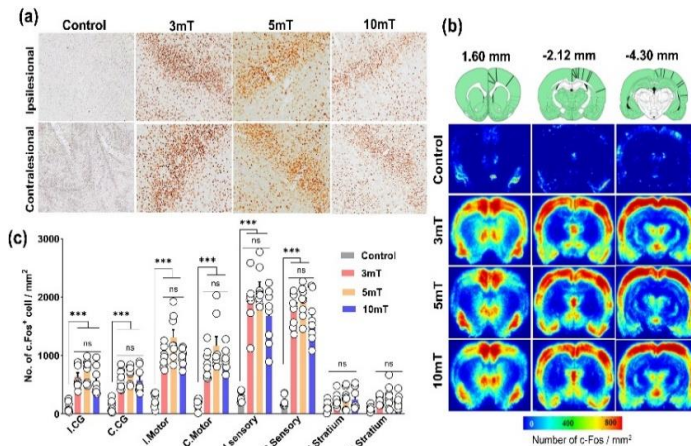 (a)
Control 3mT 5mT 10mT
Ipsilesional
Contralesional
(b)
1.60 mm -2.12 mm -4.30 mm
Control
3mT
5mT
10mT
0 400 800
Number of c-Fos / mm²
(c)
No. of c.Fos⁺ cell / mm²
3000
2000
1000
0
*** *** *** *** *** ***
ns ns ns ns ns ns ns ns
Control
3mT
5mT
10mT
I.CG C.CG I.Motor C.Motor I.sensory Sensory Stratium Stratium